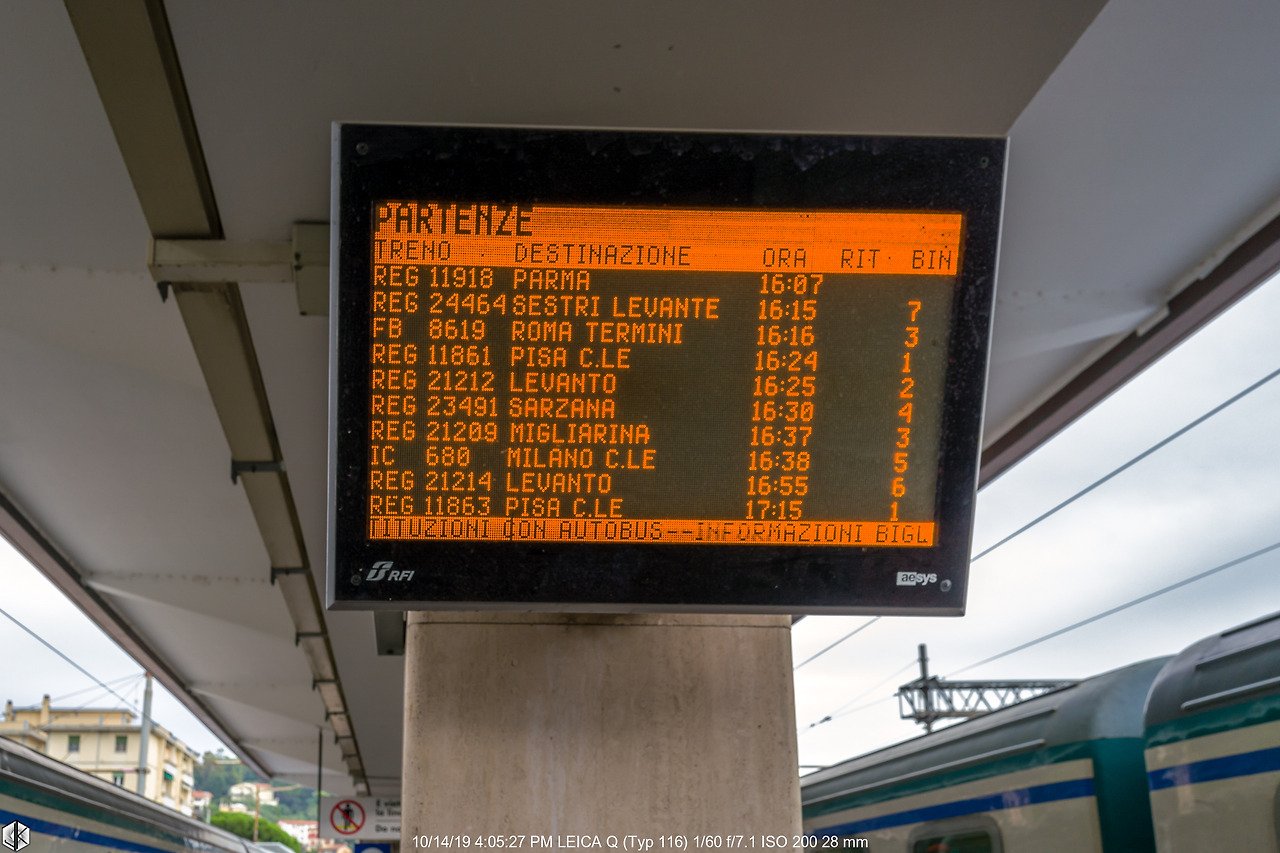 PARTENZE
TRENO DESTINAZIONE ORA RIT BIN
REG 11918 PARMA 16:07
REG 24464 SESTRI LEVANTE 16:15 7
FB 8619 ROMA TERMINI 16:16 3
REG 11861 PISA C.LE 16:24 1
REG 21212 LEVANTO 16:25 2
REG 23491 SARZANA 16:30 4
REG 21209 MIGLIARINA 16:37 3
IC 680 MILANO C.LE 16:38 5
REG 21214 LEVANTO 16:55 6
REG 11863 PISA C.LE 17:15 1
TITUZIONI CON AUTOBUS--INFORMAZIONI BIGL
RFI aesys
10/14/19 4:05:27 PM LEICA Q (Typ 116) 1/60 f/7.1 ISO 200 28 mm